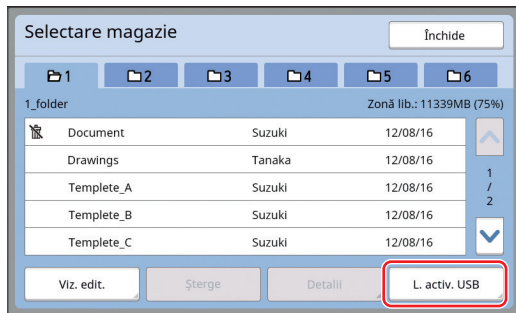 Selectare magazie
Închide
1 2 3 4 5 6
1_folder Zonă lib.: 11339MB (75%)
Document Suzuki 12/08/16
Drawings Tanaka 12/08/16
Templete_A Suzuki 12/08/16
Templete_B Suzuki 12/08/16
Templete_C Suzuki 12/08/16
1
/
2
Viz. edit. Şterge Detalii L. activ. USB